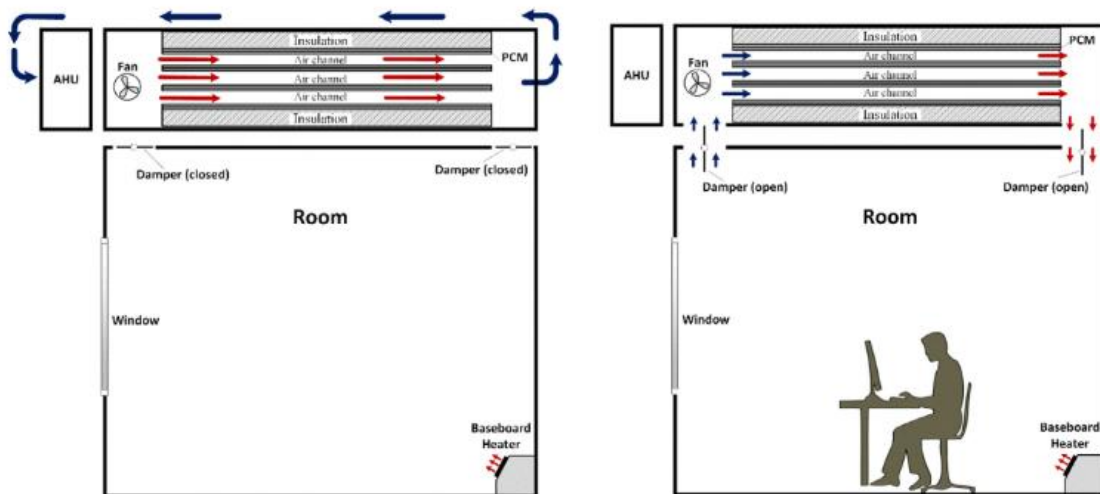 Insulation
AHU
Fan
Air channel
PCM
Air channel
Air channel
Insulation
Damper (closed)
Damper (closed)
Room
Window
Baseboard
Heater
Insulation
PCM
AHU
Fan
Air channel
Air channel
Air channel
Insulation
Damper (open)
Damper (open)
Room
Window
Baseboard
Heater